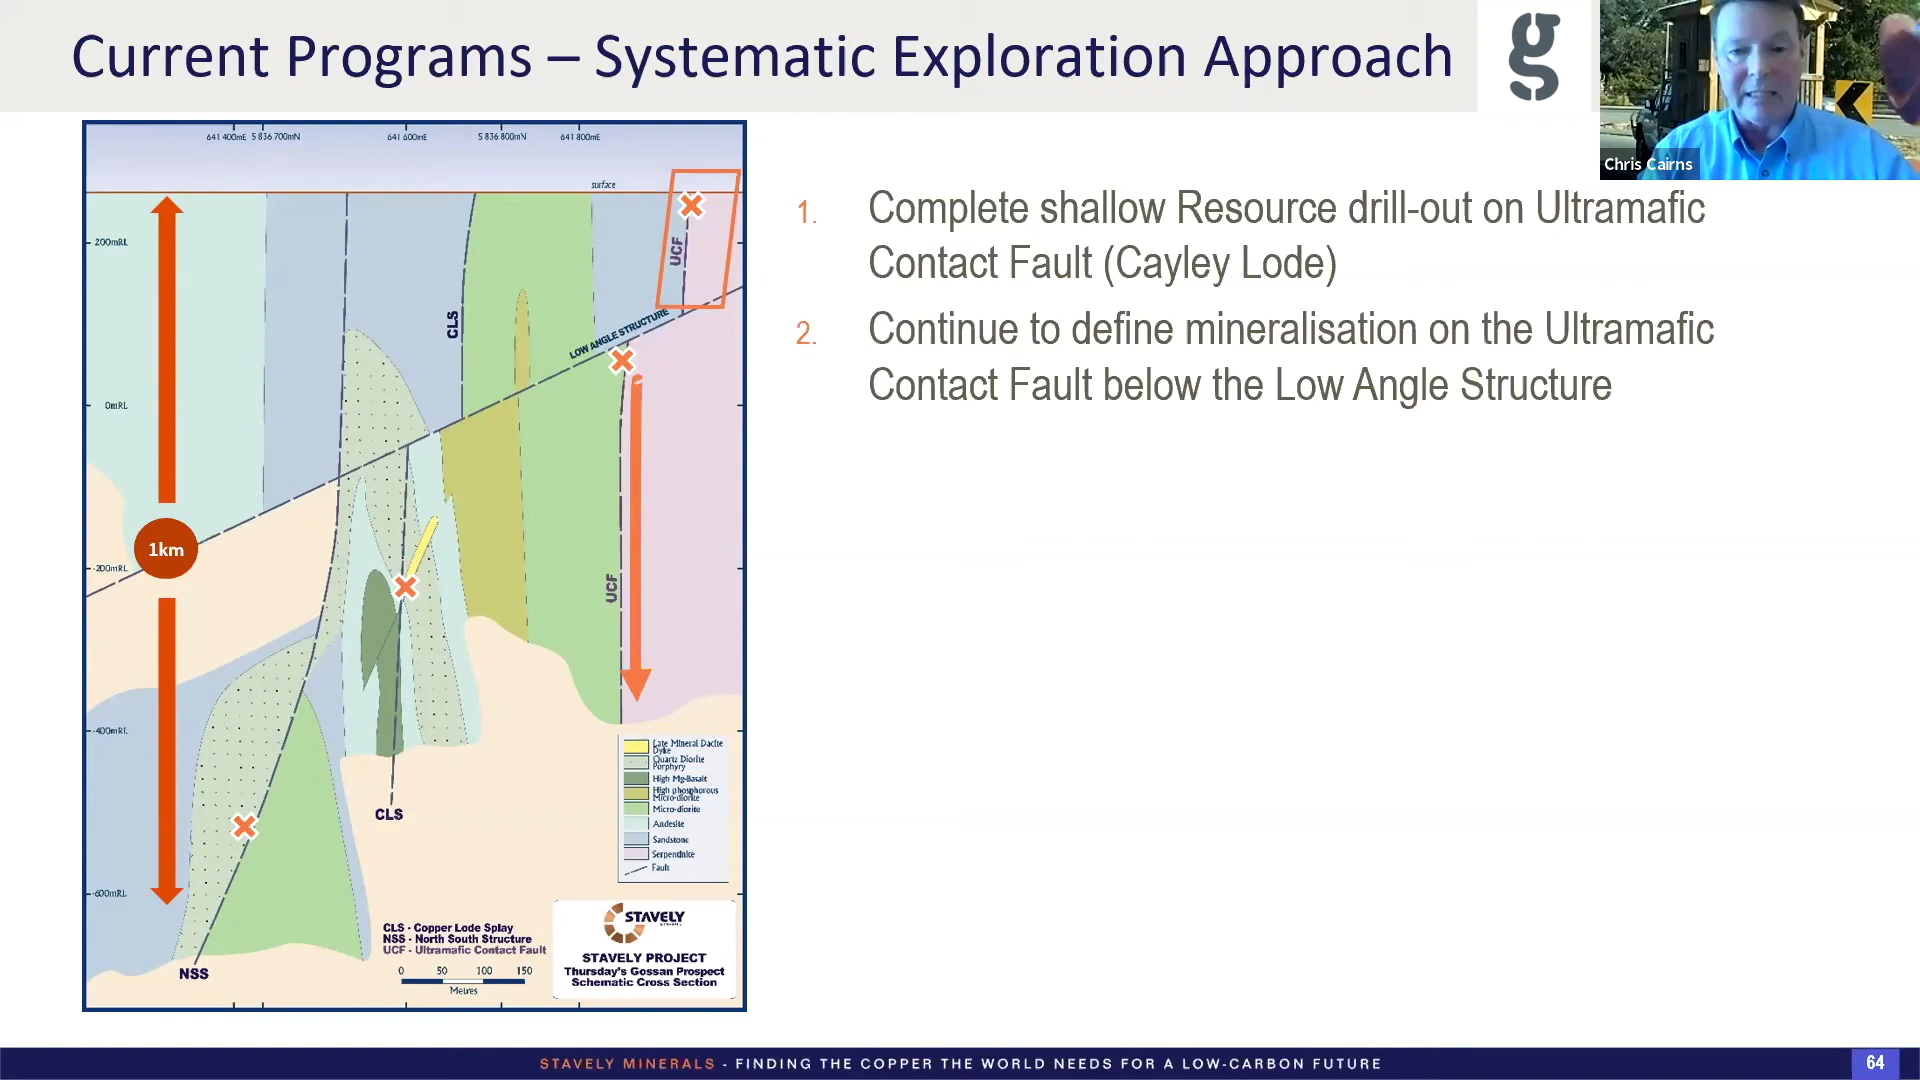 Current Programs – Systematic Exploration Approach
g
Chris Cairns
641 400mE 5 836 700mN 641 600mE 5 836 800mN 641 800mE
surface
200mRL
UCF
CLS
LOW ANGLE STRUCTURE
0mRL
1km
-200mRL
UCF
-400mRL
CLS
-600mRL
NSS
Late Mineral Dacite
Dyke
Quartz Diorite
Porphyry
High Mg-Basalt
High phosphorous
Micro-diorite
Micro-diorite
Andesite
Sandstone
Serpentinite
Fault
CLS - Copper Lode Splay
NSS - North South Structure
UCF - Ultramafic Contact Fault
0 50 100 150
Metres
STAVELY
STAVELY PROJECT
Thursday's Gossan Prospect
Schematic Cross Section
1. Complete shallow Resource drill-out on Ultramafic
Contact Fault (Cayley Lode)
2. Continue to define mineralisation on the Ultramafic
Contact Fault below the Low Angle Structure
STAVELY MINERALS - FINDING THE COPPER THE WORLD NEEDS FOR A LOW-CARBON FUTURE
64